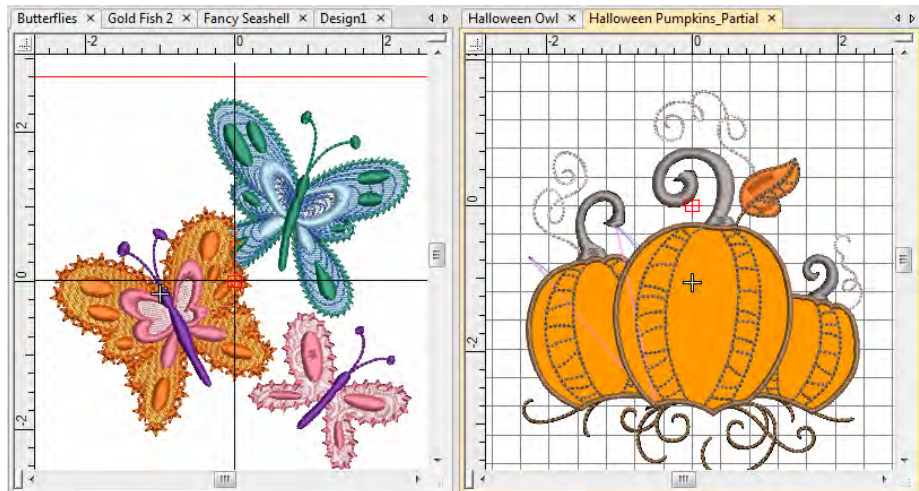 Butterflies × Gold Fish 2 × Fancy Seashell × Design1 ×
-2 0 2
2
0
-2
Halloween Owl × Halloween Pumpkins_Partial ×
-2 0 2
0
-2